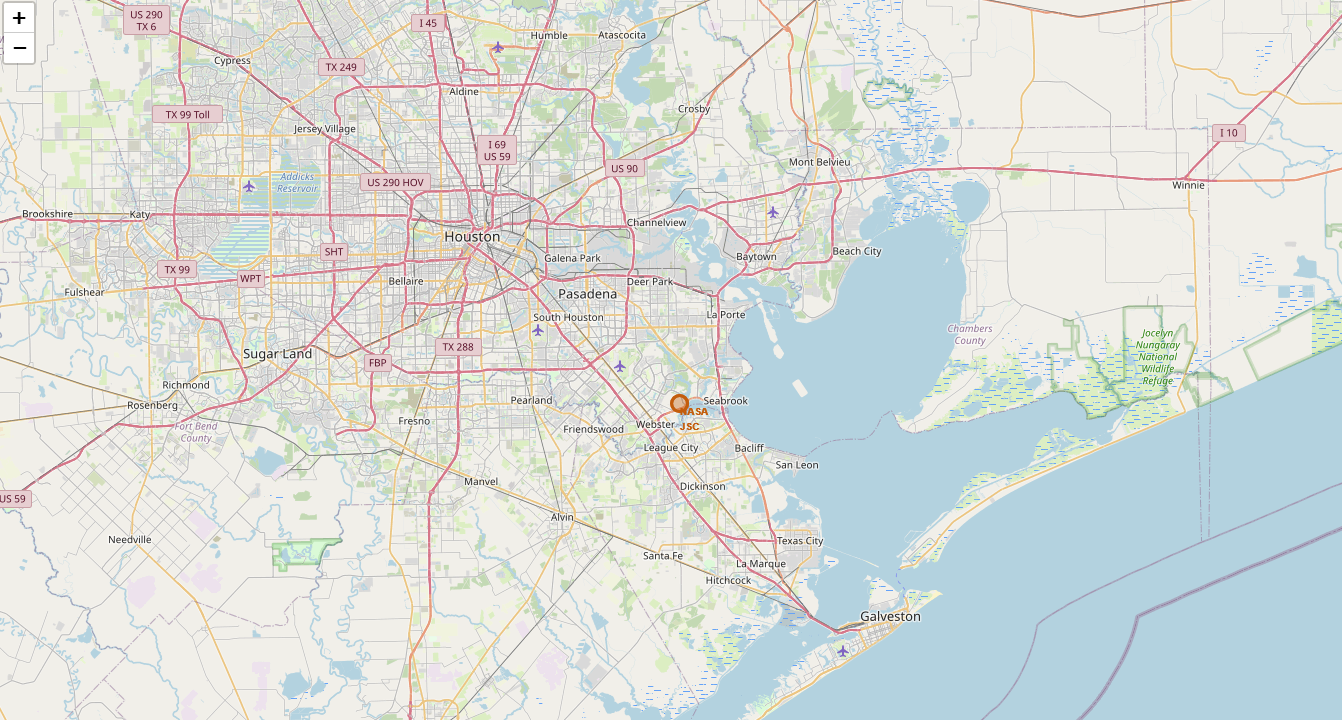 +
−
US 290
TX 6
I 45
Humble
Atascocita
Cypress
TX 249
Aldine
Crosby
TX 99 Toll
Jersey Village
I 69
US 59
I 10
Mont Belvieu
US 90
Addicks
Reservoir
US 290 HOV
Winnie
Brookshire
Katy
Channelview
Houston
SHT
Galena Park
Baytown
Beach City
TX 99
WPT
Bellaire
Deer Park
Fulshear
Pasadena
La Porte
South Houston
Chambers
County
Jocelyn
Nungaray
National
Wildlife
Refuge
Sugar Land
FBP
TX 288
Richmond
Rosenberg
Pearland
Seabrook
NASA
JSC
Fresno
Friendswood
Webster
Fort Bend
County
League City
Bacliff
San Leon
Manvel
Dickinson
US 59
Alvin
Needville
Texas City
Santa Fe
La Marque
Hitchcock
Galveston